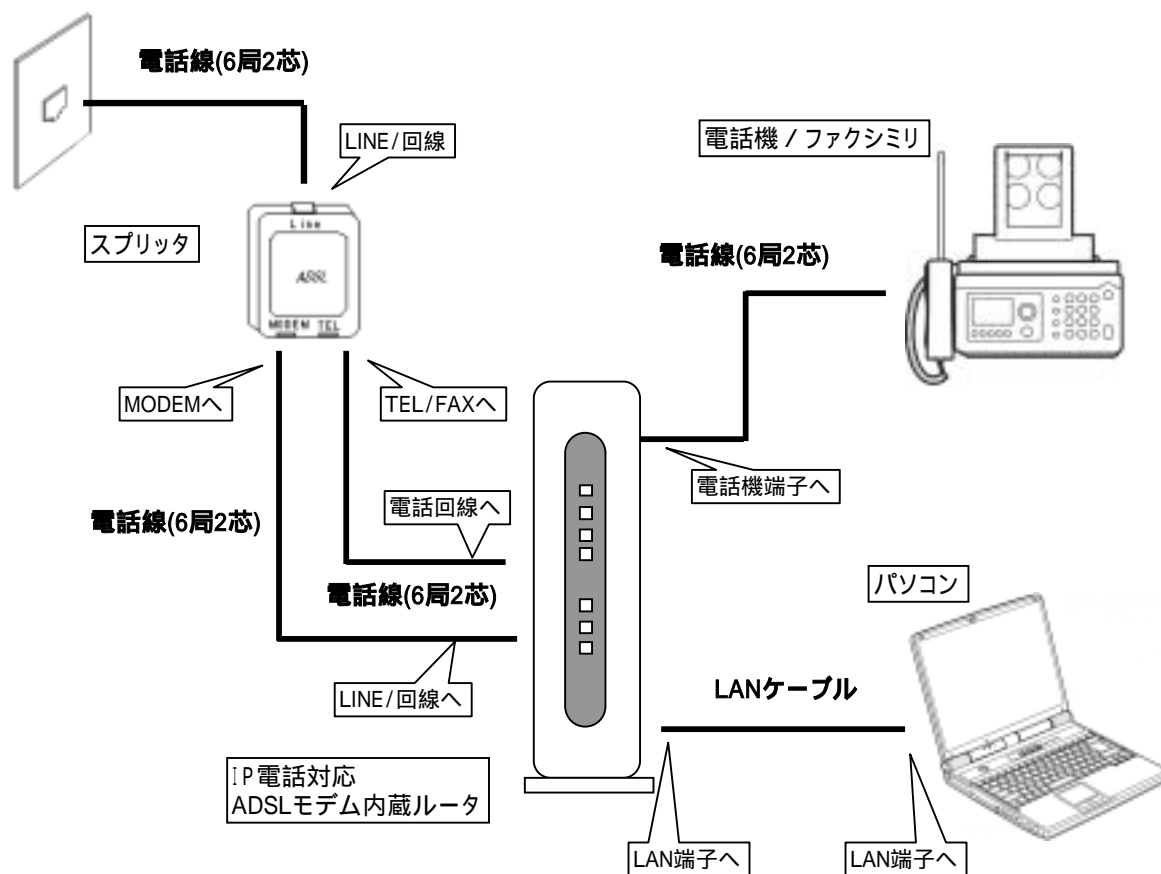 電話線(6局2芯)
LINE/回線
電話機 / ファクシミリ
Line
スプリッタ
ADSL
電話線(6局2芯)
MODEM TEL
MODEMへ
TEL/FAXへ
電話機端子へ
電話回線へ
電話線(6局2芯)
電話線(6局2芯)
パソコン
LINE/回線へ
LANケーブル
IP電話対応
ADSLモデム内蔵ルータ
LAN端子へ
LAN端子へ